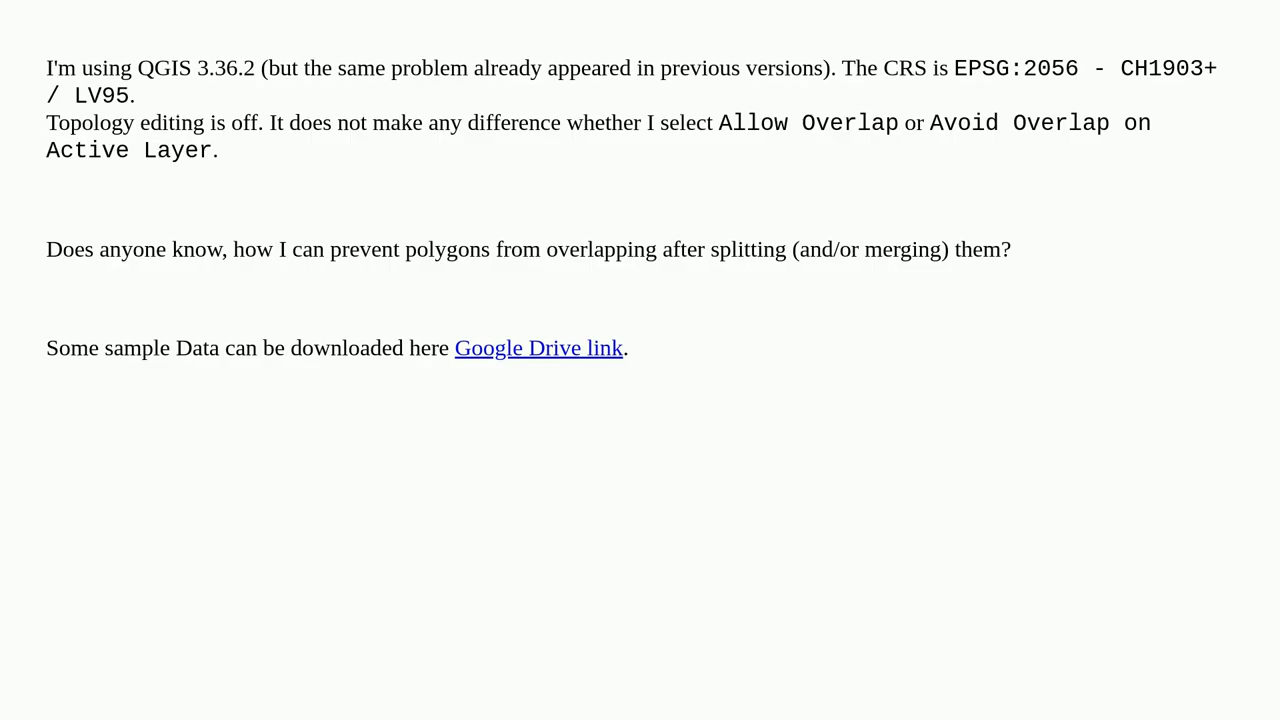 I'm using QGIS 3.36.2 (but the same problem already appeared in previous versions). The CRS is EPSG:2056 - CH1903+
/ LV95.
Topology editing is off. It does not make any difference whether I select Allow Overlap or Avoid Overlap on
Active Layer.
Does anyone know, how I can prevent polygons from overlapping after splitting (and/or merging) them?
Some sample Data can be downloaded here Google Drive link.